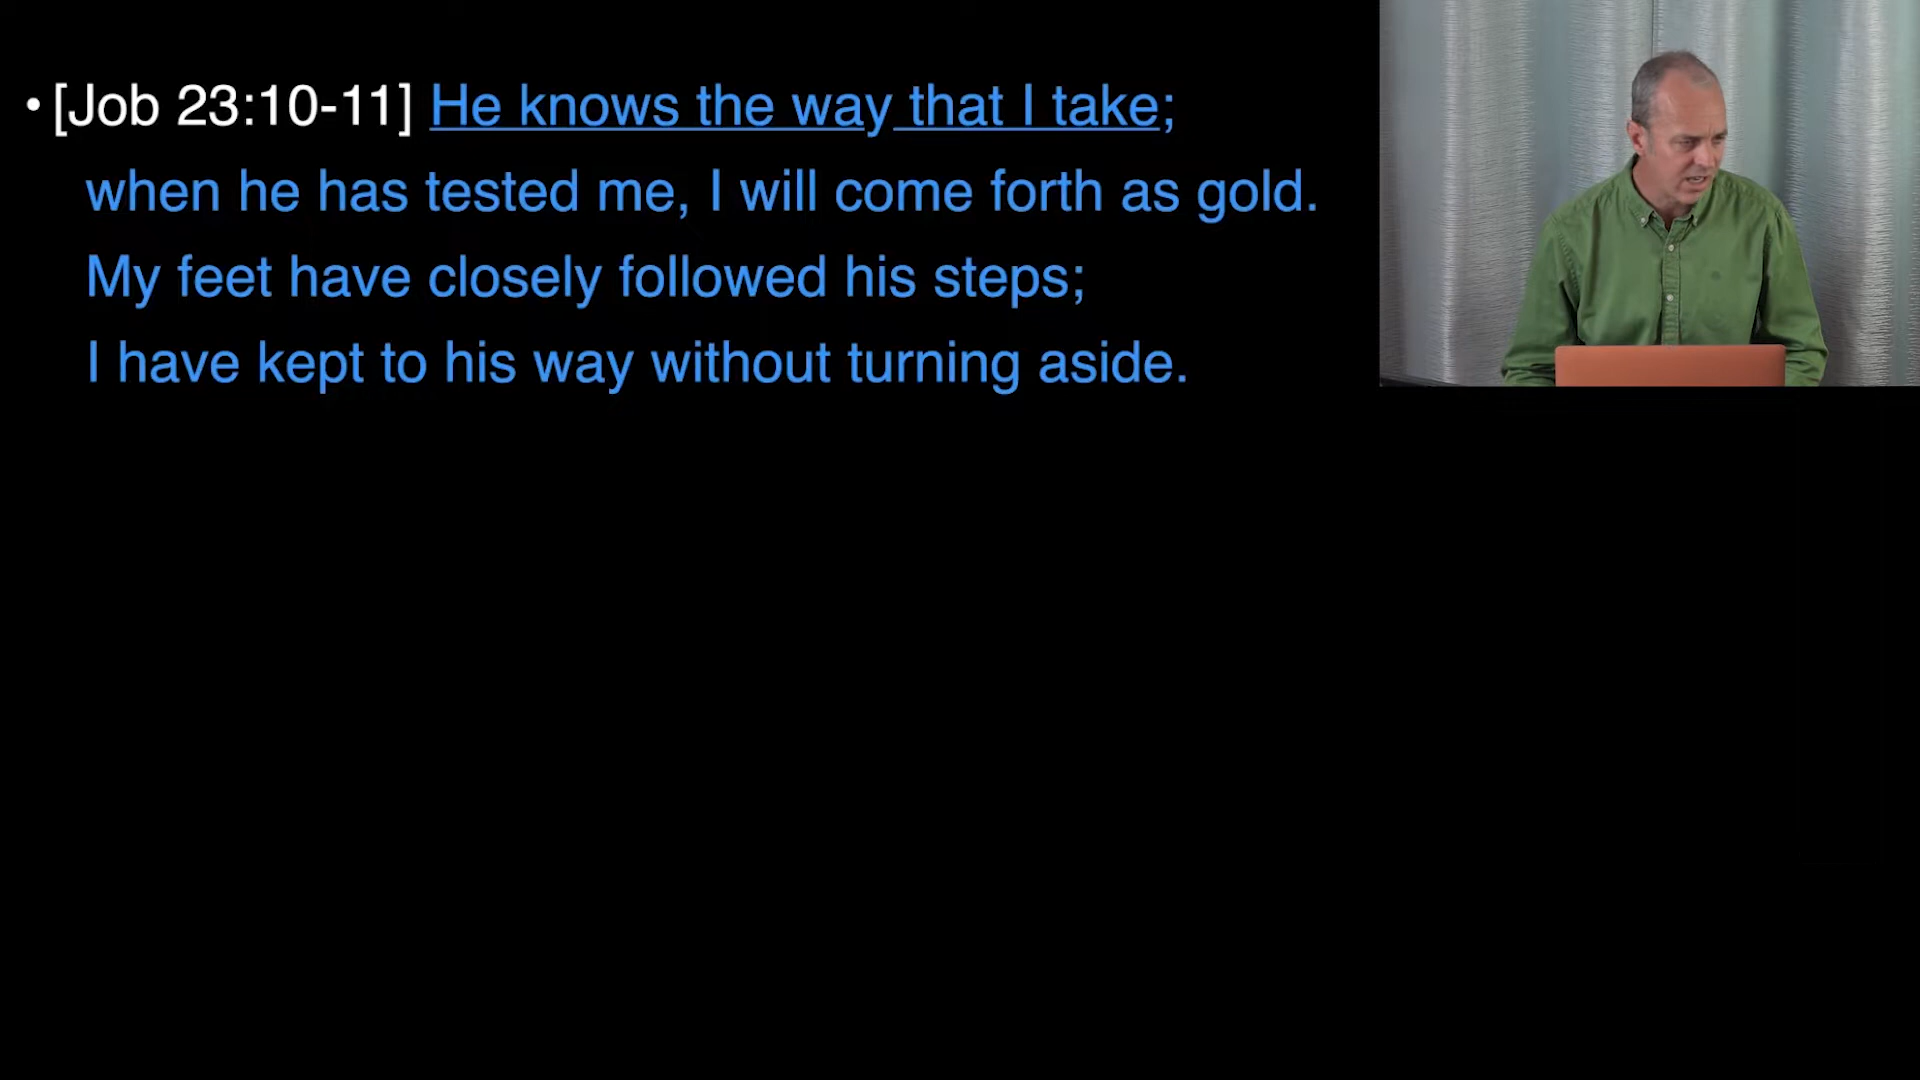 • [Job 23:10-11] He knows the way that I take;
when he has tested me, I will come forth as gold.
My feet have closely followed his steps;
I have kept to his way without turning aside.